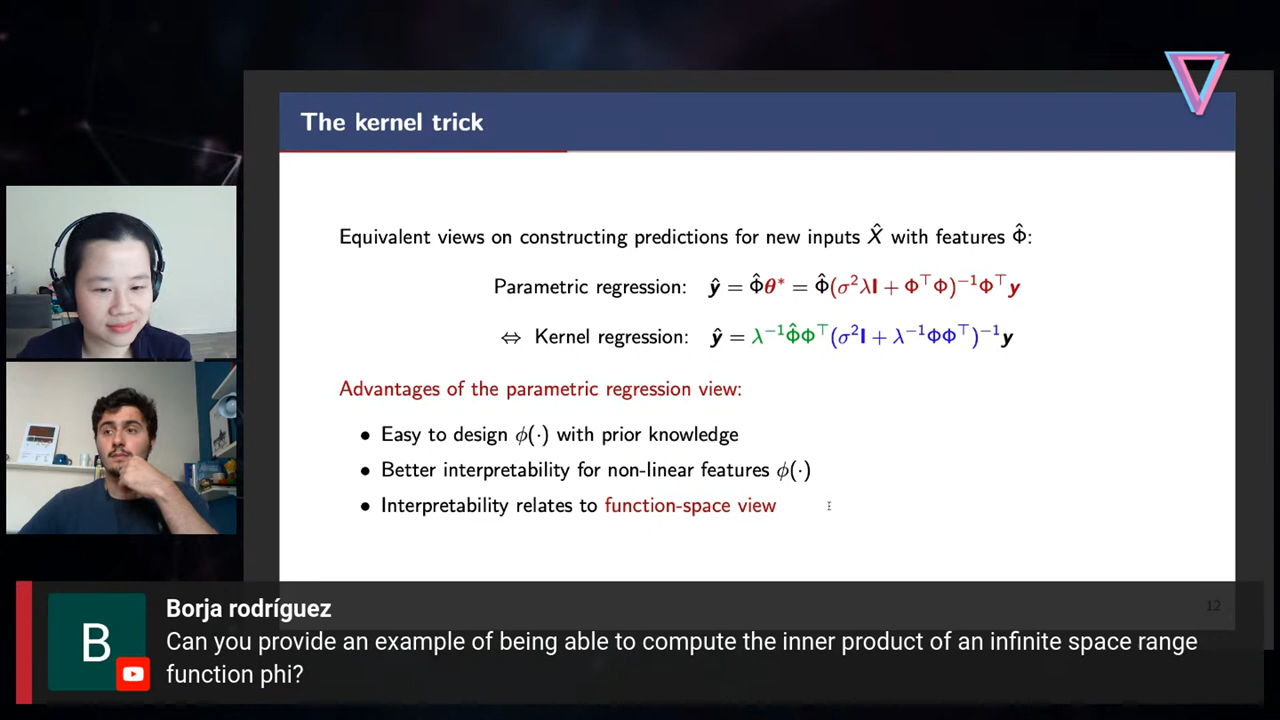 The kernel trick
Equivalent views on constructing predictions for new inputs X̂ with features Φ̂:
Parametric regression: ŷ = Φ̂θ* = Φ̂(σ²λI + Φ⊤Φ)⁻¹Φ⊤y
⇔ Kernel regression: ŷ = λ⁻¹Φ̂Φ⊤(σ²I + λ⁻¹ΦΦ⊤)⁻¹y
Advantages of the parametric regression view:
• Easy to design ϕ(·) with prior knowledge
• Better interpretability for non-linear features ϕ(·)
• Interpretability relates to function-space view
12
B
Borja rodríguez
Can you provide an example of being able to compute the inner product of an infinite space range
function phi?